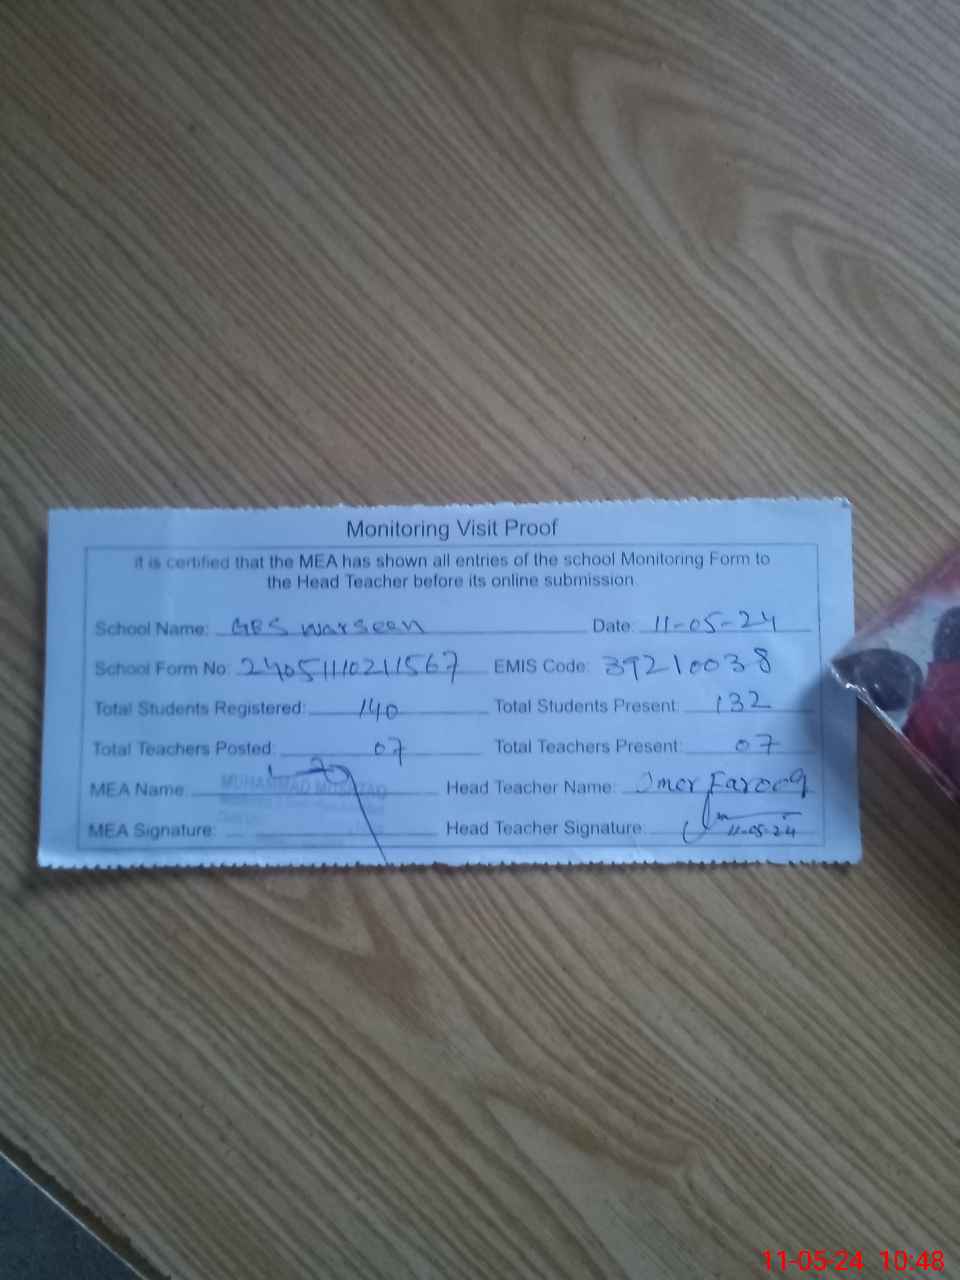 Monitoring Visit Proof
it is certified that the MEA has shown all entries of the school Monitoring Form to
the Head Teacher before its online submission
School Name: GES warseen Date: 11-05-24
School Form No: 24051110211567 EMIS Code: 39210038
Total Students Registered: 140 Total Students Present: 132
Total Teachers Posted: 07 Total Teachers Present: 07
MUHAMMAD
MEA Name Head Teacher Name: Omer Farooq
MEA Signature: Head Teacher Signature
11-05-24
11-05-24 10:48